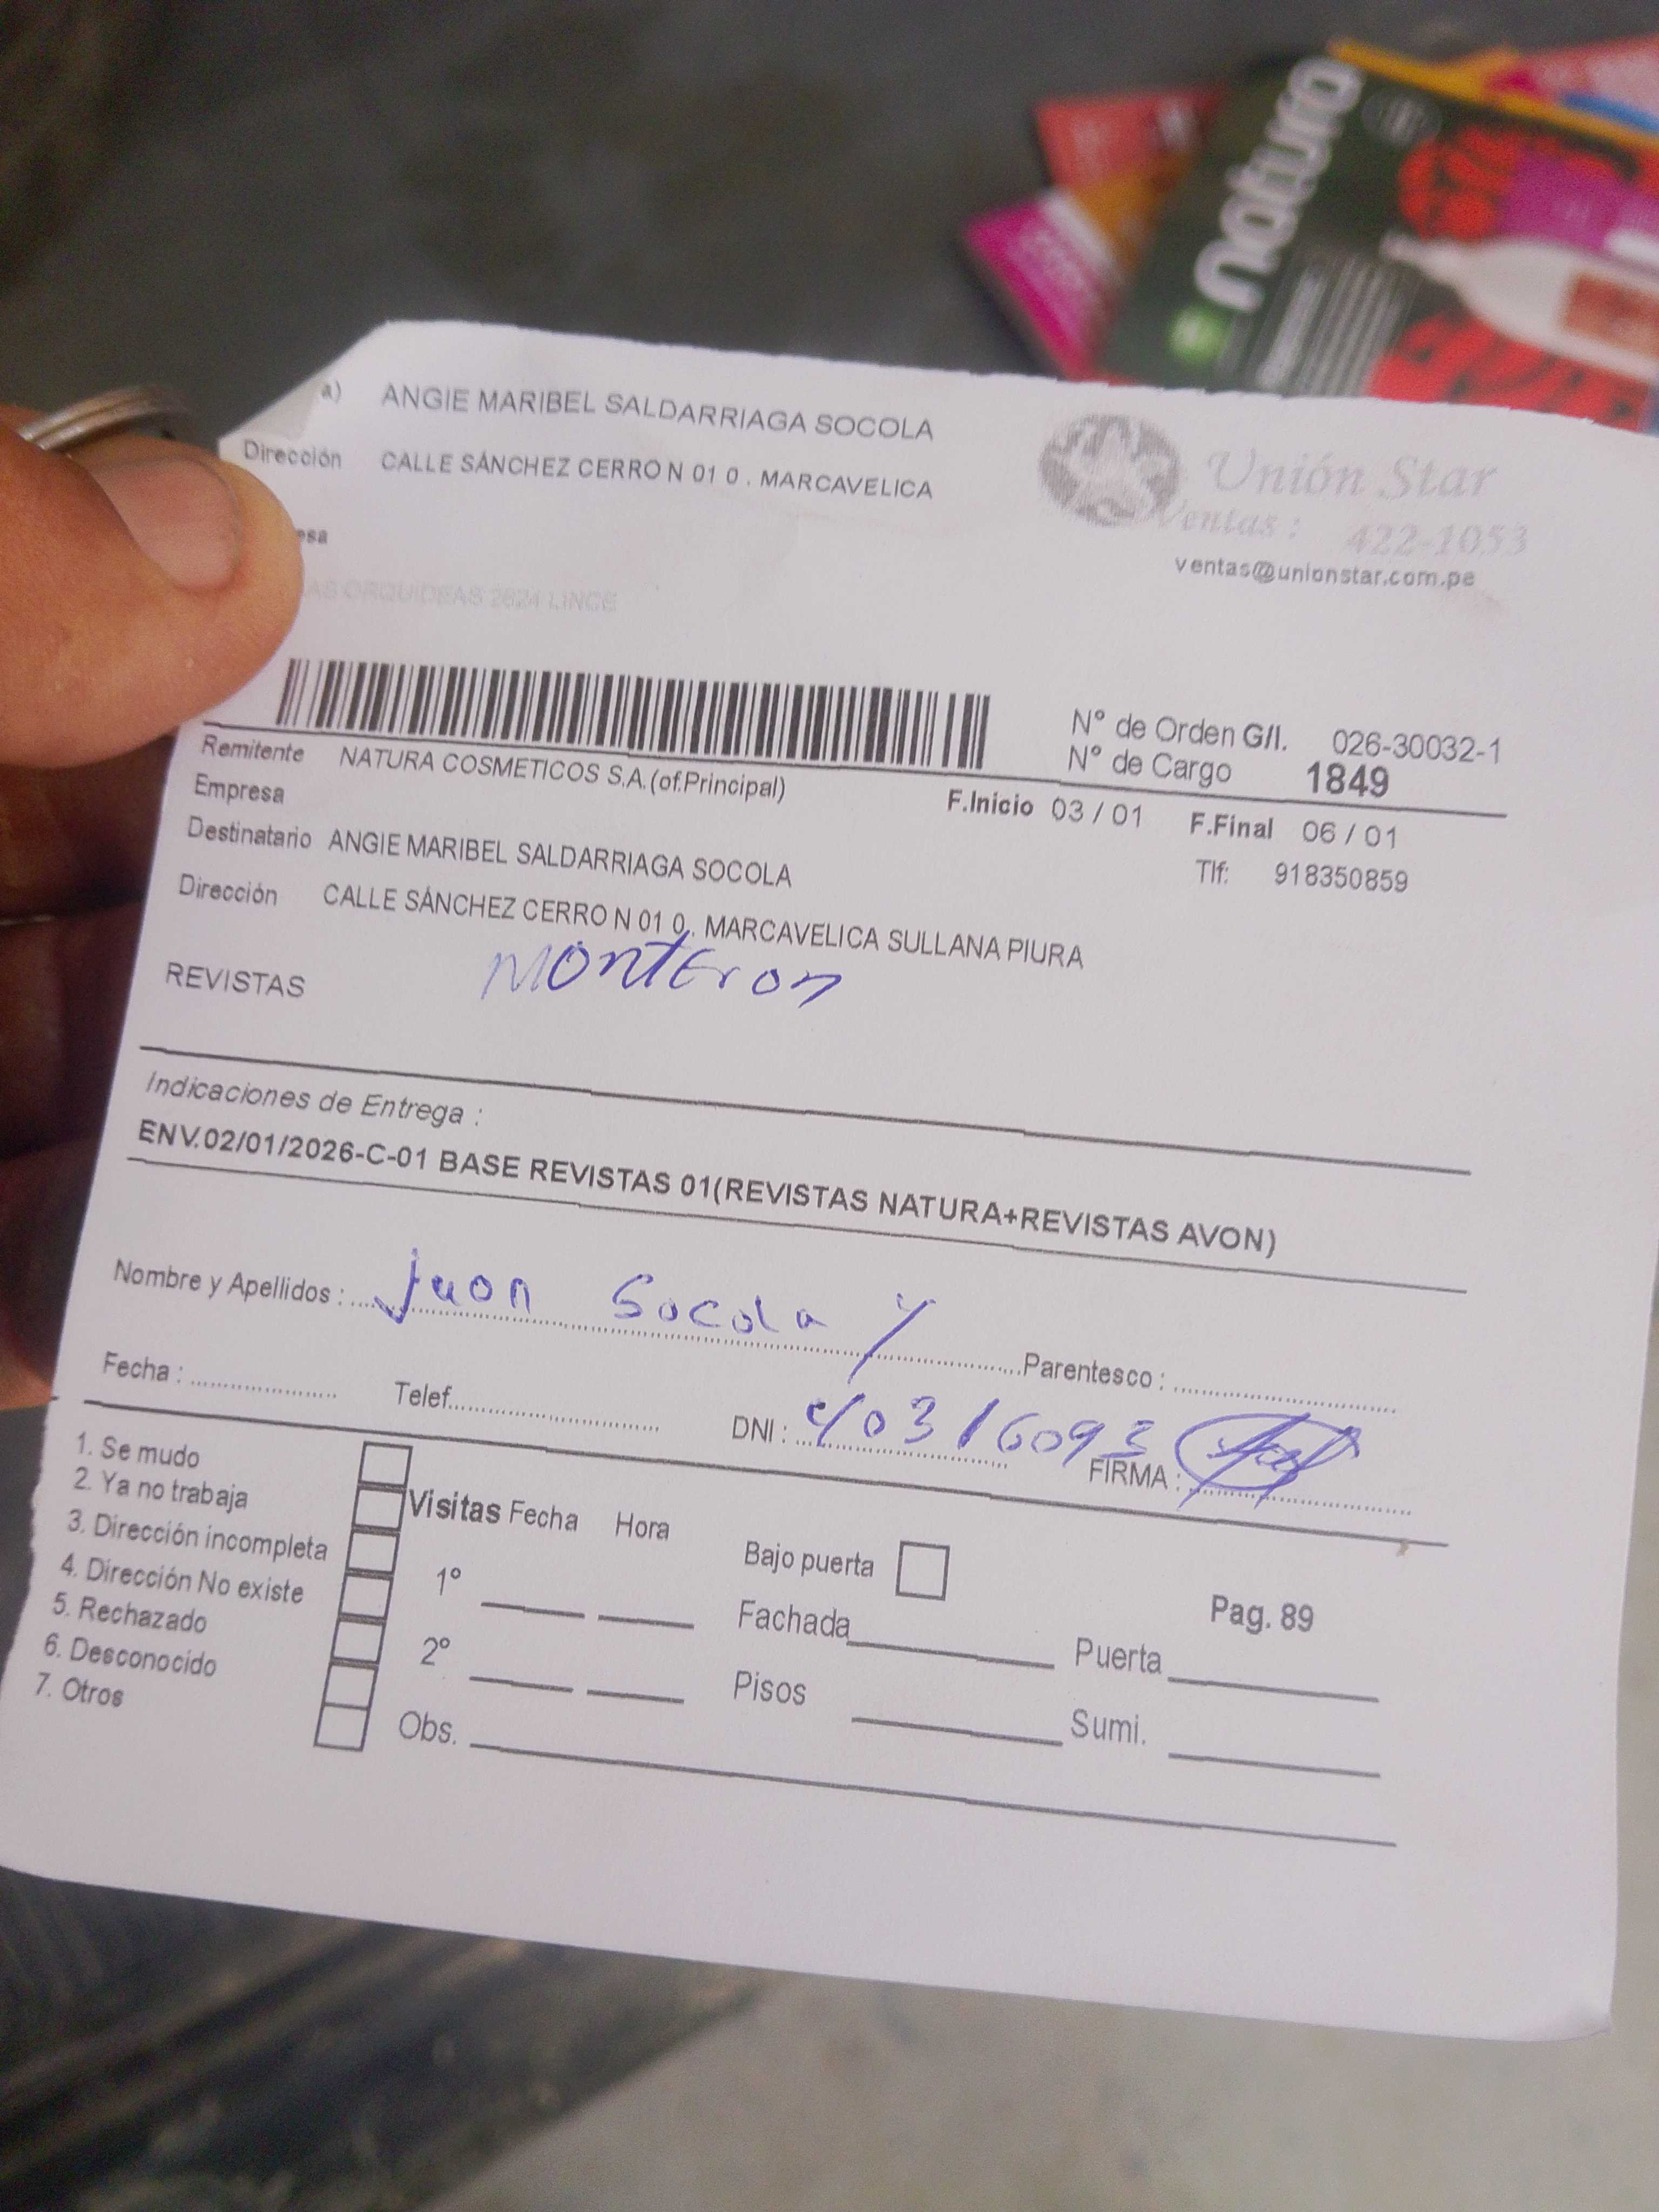 a) ANGIE MARIBEL SALDARRIAGA SOCOLA
Dirección CALLE SÁNCHEZ CERRO N 01 0 , MARCAVELICA
Unión Star
Ventas : 422-1053
ventas@unionstar.com.pe
esa
AS ORQUIDEAS 2624 LINCE
natura
N° de Orden G/I. 026-30032-1
N° de Cargo 1849
Remitente NATURA COSMETICOS S.A.(of.Principal)
Empresa
F.Inicio 03 / 01 F.Final 06 / 01
Destinatario ANGIE MARIBEL SALDARRIAGA SOCOLA
Tlf: 918350859
Dirección CALLE SÁNCHEZ CERRO N 01 0 , MARCAVELICA SULLANA PIURA
REVISTAS Monteron
Indicaciones de Entrega :
ENV.02/01/2026-C-01 BASE REVISTAS 01(REVISTAS NATURA+REVISTAS AVON)
Nombre y Apellidos : Juan Socola Y Parentesco :
Fecha : Telef. DNI : 40316093 FIRMA :
1. Se mudo
2. Ya no trabaja
3. Dirección incompleta
4. Dirección No existe
5. Rechazado
6. Desconocido
7. Otros
Visitas Fecha Hora
1°
2°
Obs.
Bajo puerta
Fachada
Pisos
Pag. 89
Puerta
Sumi.